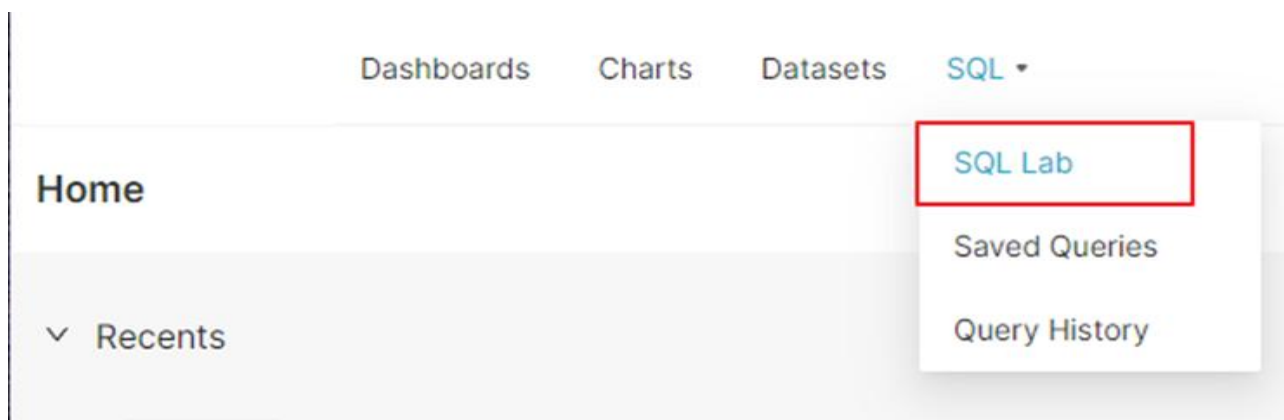 Dashboards Charts Datasets SQL
SQL Lab
Home
Saved Queries
Recents
Query History